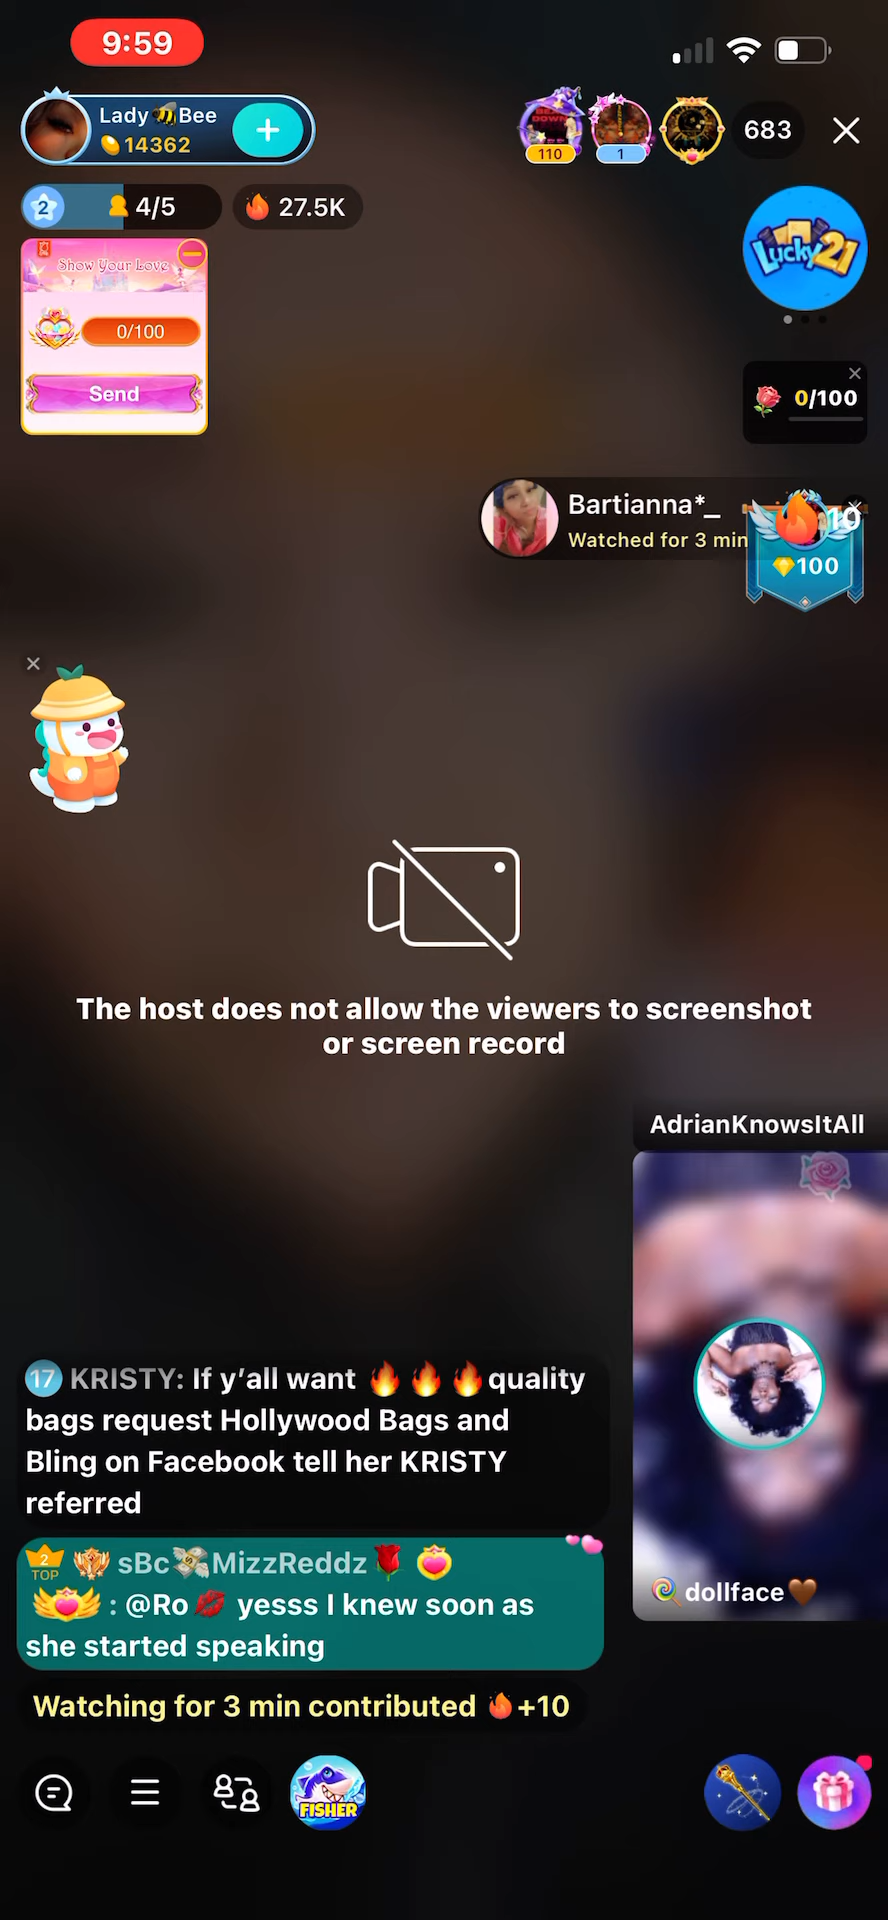 9:59
Lady🐝Bee
14362
110
1
683
2
4/5
27.5K
Lucky21
Show Your Love
0/100
Send
0/100
Bartianna*_
Watched for 3 min
10
100
The host does not allow the viewers to screenshot
or screen record
AdrianKnowsItAll
17 KRISTY: If y’all want 🔥🔥🔥quality
bags request Hollywood Bags and
Bling on Facebook tell her KRISTY
referred
2 TOP sBc💸MizzReddz🌹
: @Ro💋 yesss I knew soon as
she started speaking
🍭dollface🤎
Watching for 3 min contributed 🔥+10
FISHER